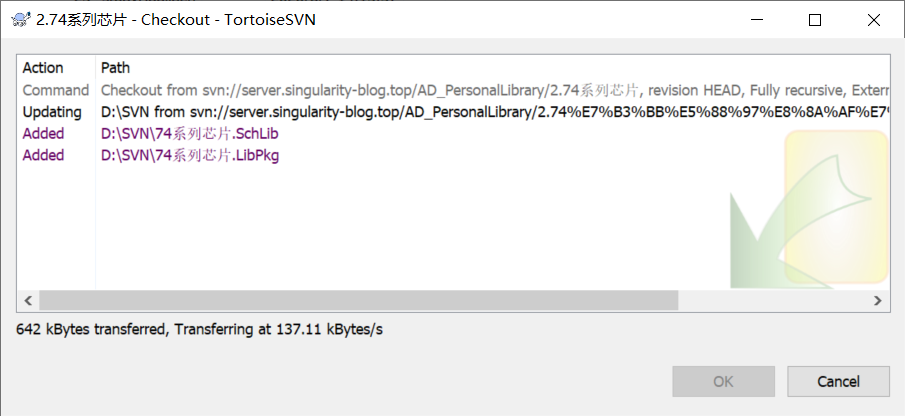 2.74系列芯片 - Checkout - TortoiseSVN
Action Path
Command Checkout from svn://server.singularity-blog.top/AD_PersonalLibrary/2.74系列芯片, revision HEAD, Fully recursive, Extern
Updating D:\SVN from svn://server.singularity-blog.top/AD_PersonalLibrary/2.74%E7%B3%BB%E5%88%97%E8%8A%AF%E7%
Added D:\SVN\74系列芯片.SchLib
Added D:\SVN\74系列芯片.LibPkg
642 kBytes transferred, Transferring at 137.11 kBytes/s
OK Cancel